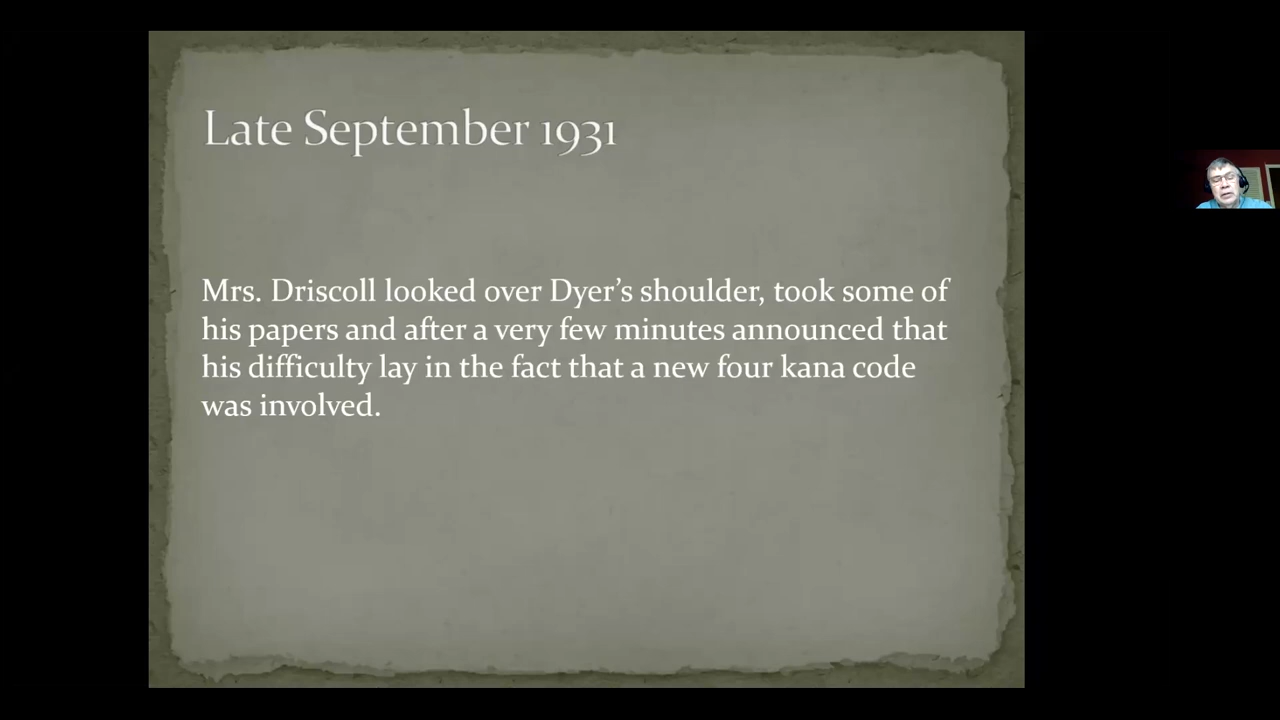 Late September 1931
Mrs. Driscoll looked over Dyer’s shoulder, took some of
his papers and after a very few minutes announced that
his difficulty lay in the fact that a new four kana code
was involved.